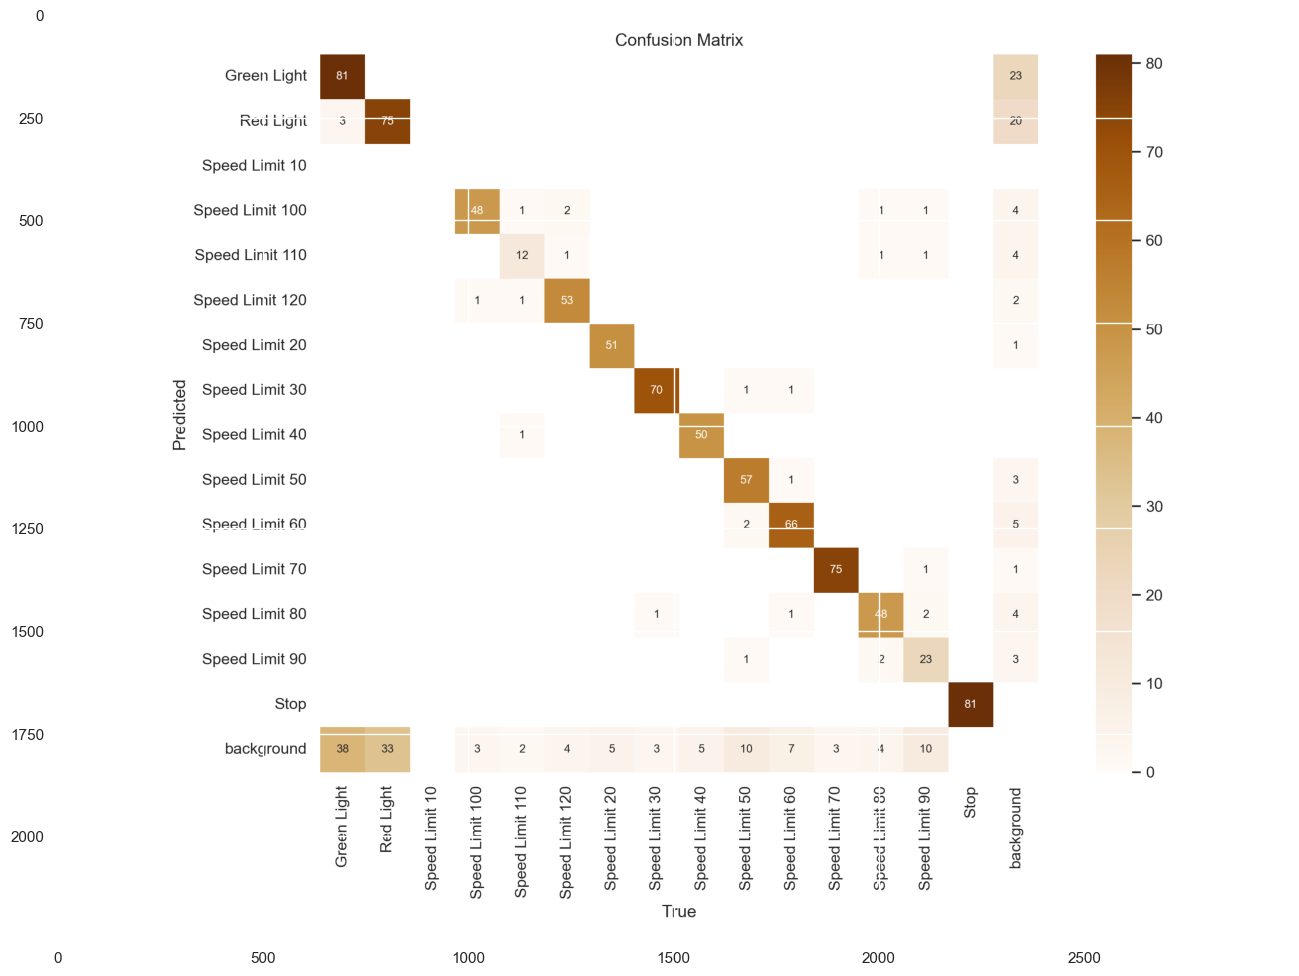 0
Confusion Matrix
Green Light 81 23 80
250 Red Light 3 75 20
70
Speed Limit 10
500 Speed Limit 100 48 1 2 1 1 4
60
Speed Limit 110 12 1 1 1 4
750 Speed Limit 120 1 1 53 2
50
Speed Limit 20 51 1
Predicted
Speed Limit 30 70 1 1
40
1000 Speed Limit 40 1 50
Speed Limit 50 57 1 3
30
1250 Speed Limit 60 2 66 5
Speed Limit 70 75 1 1
20
1500 Speed Limit 80 1 1 48 2 4
Speed Limit 90 1 2 23 3
10
Stop 81
1750 background 38 33 3 2 4 5 3 5 10 7 3 4 10
0
2000
Green Light
Red Light
Speed Limit 10
Speed Limit 100
Speed Limit 110
Speed Limit 120
Speed Limit 20
Speed Limit 30
Speed Limit 40
Speed Limit 50
Speed Limit 60
Speed Limit 70
Speed Limit 80
Speed Limit 90
Stop
background
True
0 500 1000 1500 2000 2500